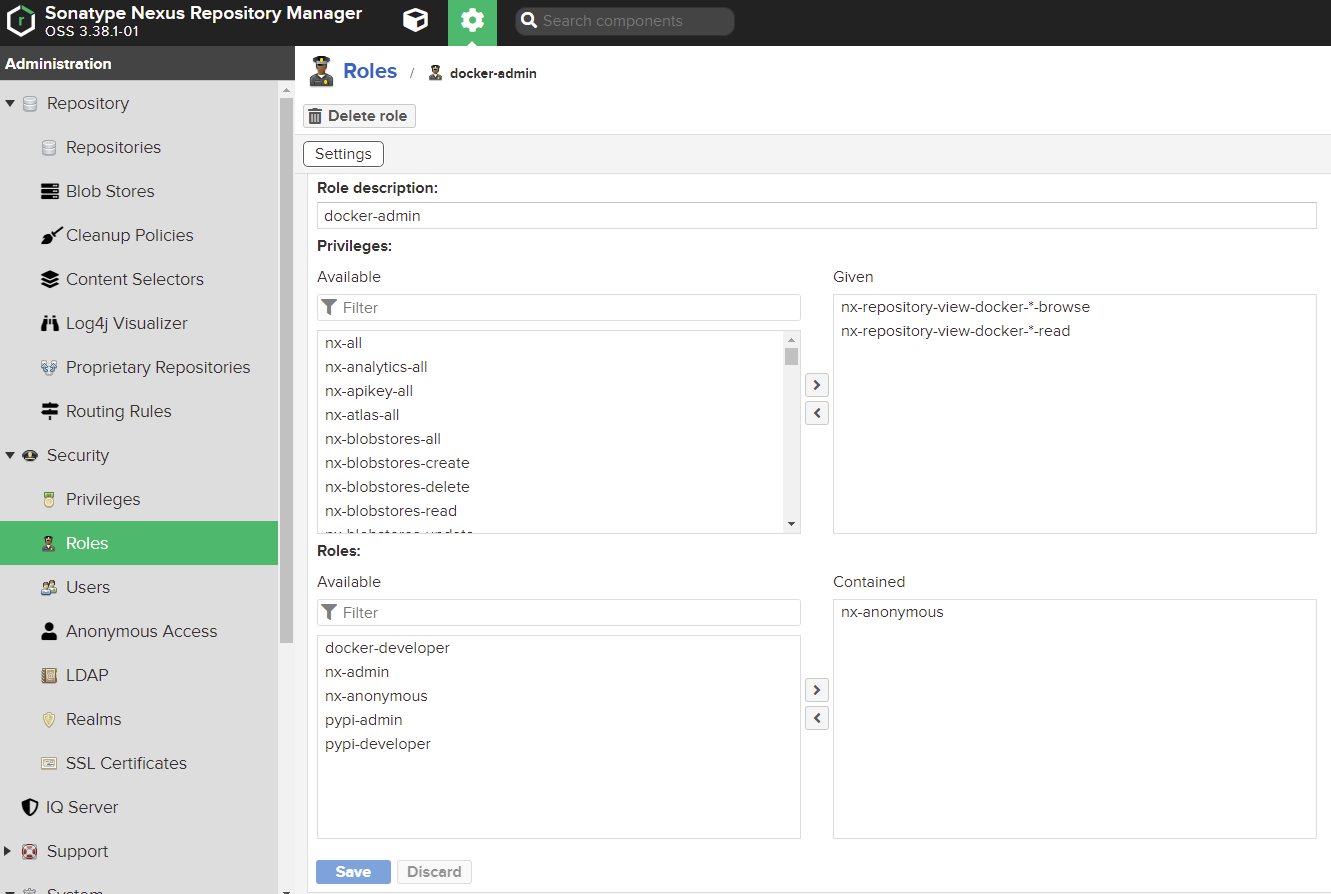 Sonatype Nexus Repository Manager
OSS 3.38.1-01
Search components
Administration
Repository
Repositories
Blob Stores
Cleanup Policies
Content Selectors
Log4j Visualizer
Proprietary Repositories
Routing Rules
Security
Privileges
Roles
Users
Anonymous Access
LDAP
Realms
SSL Certificates
IQ Server
Support
System
Roles / docker-admin
Delete role
Settings
Role description:
docker-admin
Privileges:
Available
Filter
nx-all
nx-analytics-all
nx-apikey-all
nx-atlas-all
nx-blobstores-all
nx-blobstores-create
nx-blobstores-delete
nx-blobstores-read
nx-blobstores-update
Given
nx-repository-view-docker-*-browse
nx-repository-view-docker-*-read
Roles:
Available
Filter
docker-developer
nx-admin
nx-anonymous
pypi-admin
pypi-developer
Contained
nx-anonymous
Save
Discard